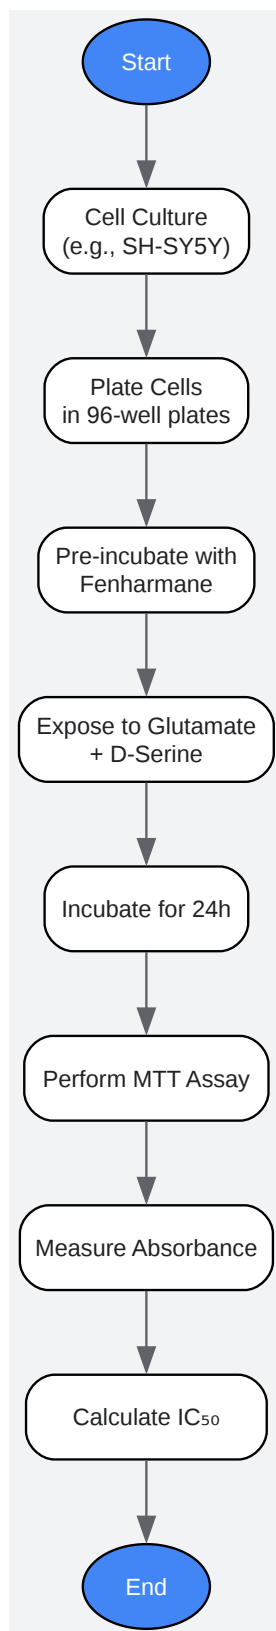 Start
Cell Culture
(e.g., SH-SY5Y)
Plate Cells
in 96-well plates
Pre-incubate with
Fenharmane
Expose to Glutamate
+ D-Serine
Incubate for 24h
Perform MTT Assay
Measure Absorbance
Calculate IC₅₀
End